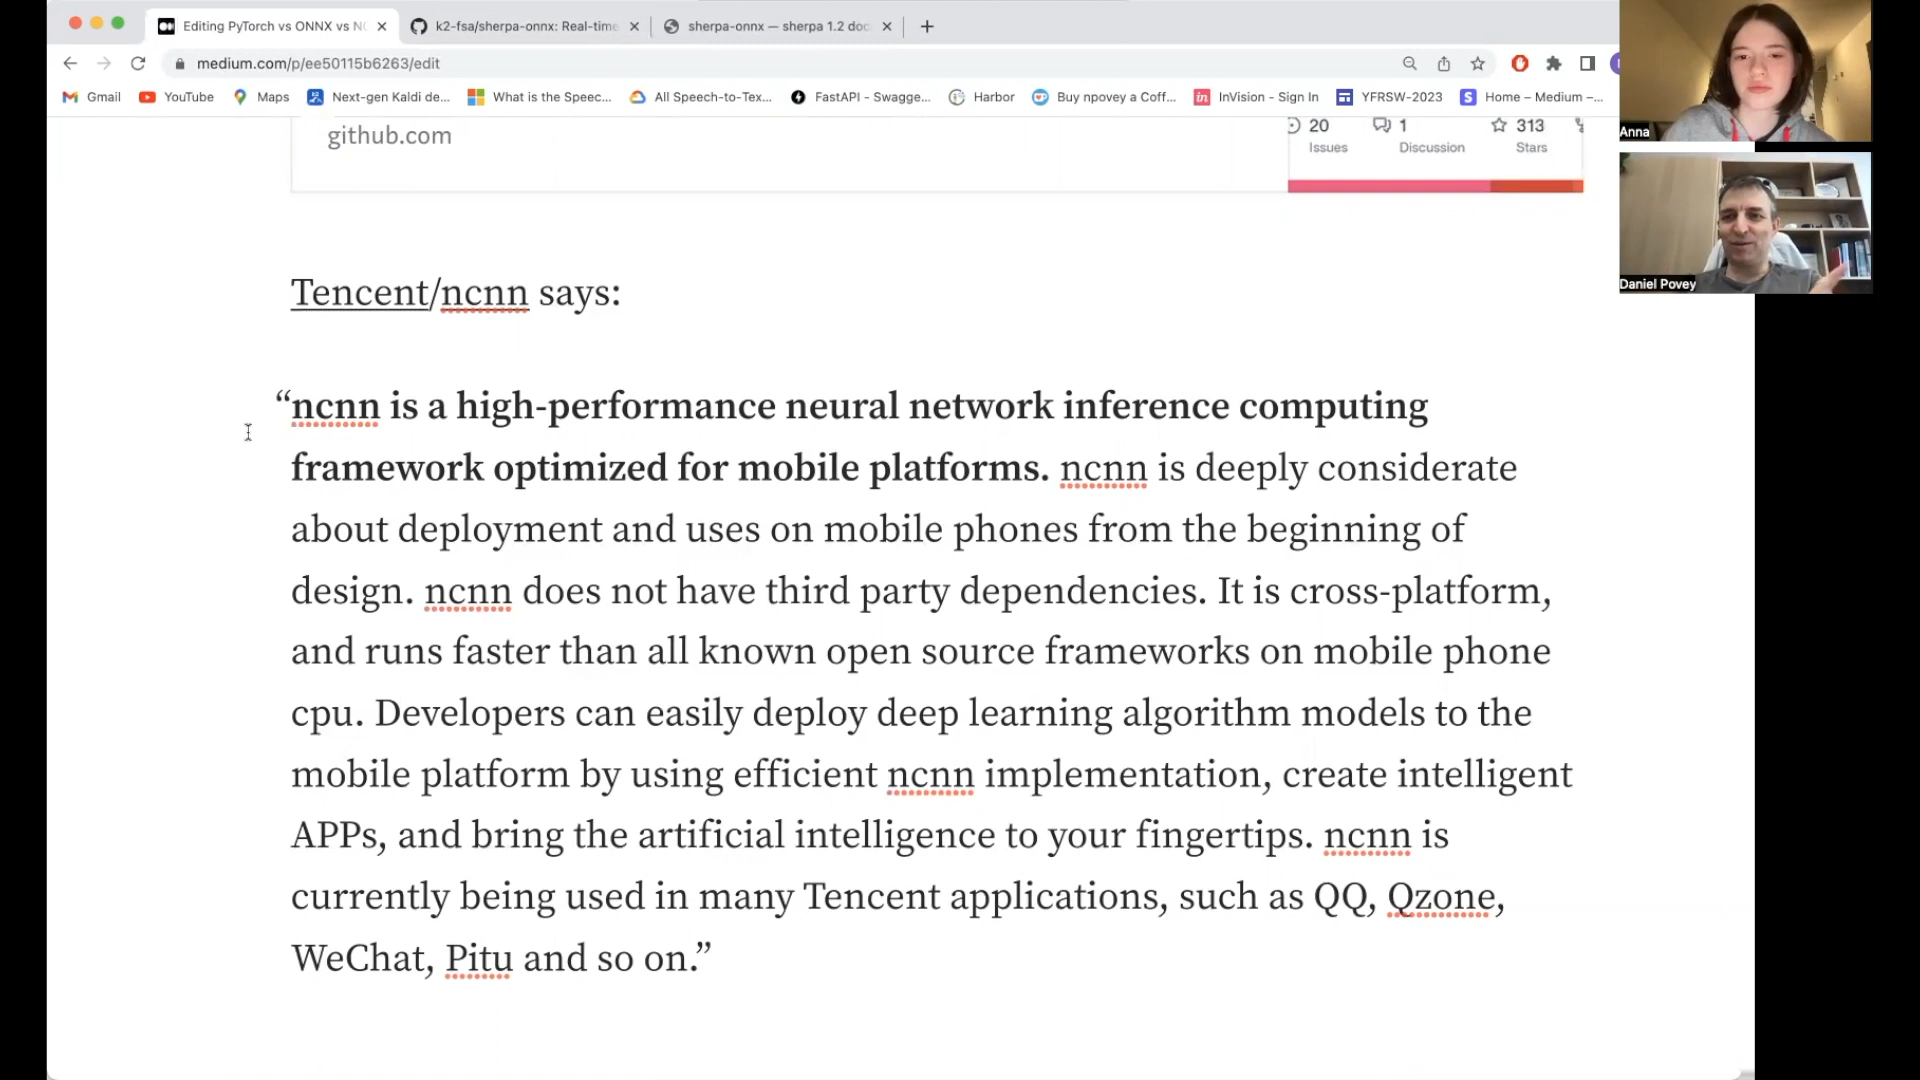 Editing PyTorch vs ONNX vs NC
k2-fsa/sherpa-onnx: Real-time
sherpa-onnx — sherpa 1.2 doc
medium.com/p/ee50115b6263/edit
Gmail
YouTube
Maps
Next-gen Kaldi de...
What is the Speec...
All Speech-to-Tex...
FastAPI - Swagge...
Harbor
Buy npovey a Coff...
InVision - Sign In
YFRSW-2023
Home – Medium –...
Anna
Daniel Povey
github.com
20 1 313
Issues Discussion Stars
Tencent/ncnn says:
“ncnn is a high-performance neural network inference computing
framework optimized for mobile platforms. ncnn is deeply considerate
about deployment and uses on mobile phones from the beginning of
design. ncnn does not have third party dependencies. It is cross-platform,
and runs faster than all known open source frameworks on mobile phone
cpu. Developers can easily deploy deep learning algorithm models to the
mobile platform by using efficient ncnn implementation, create intelligent
APPs, and bring the artificial intelligence to your fingertips. ncnn is
currently being used in many Tencent applications, such as QQ, Qzone,
WeChat, Pitu and so on.”